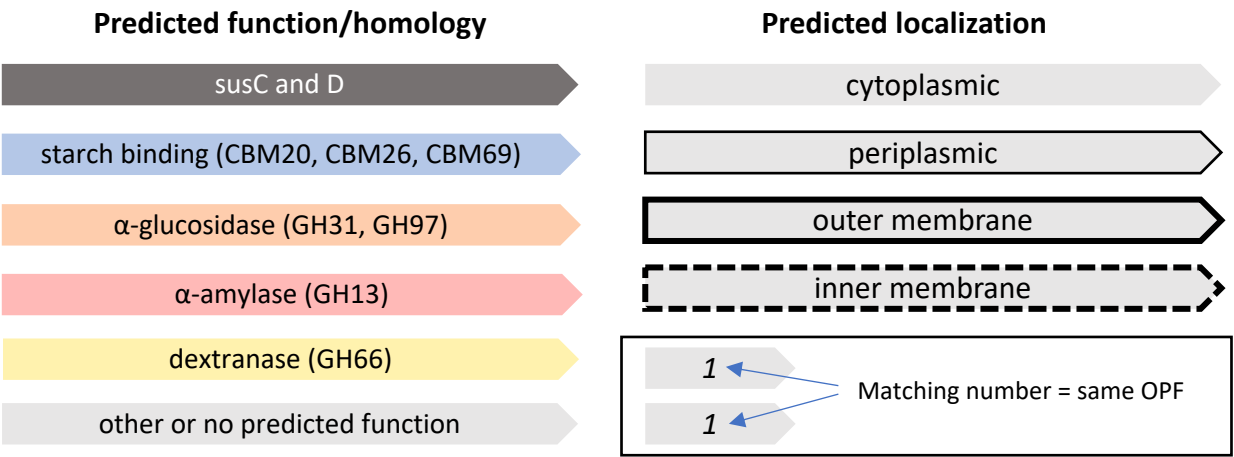 Predicted function/homology
susC and D
starch binding (CBM20, CBM26, CBM69)
α-glucosidase (GH31, GH97)
α-amylase (GH13)
dextranase (GH66)
other or no predicted function
Predicted localization
cytoplasmic
periplasmic
outer membrane
inner membrane
1
1
Matching number = same OPF